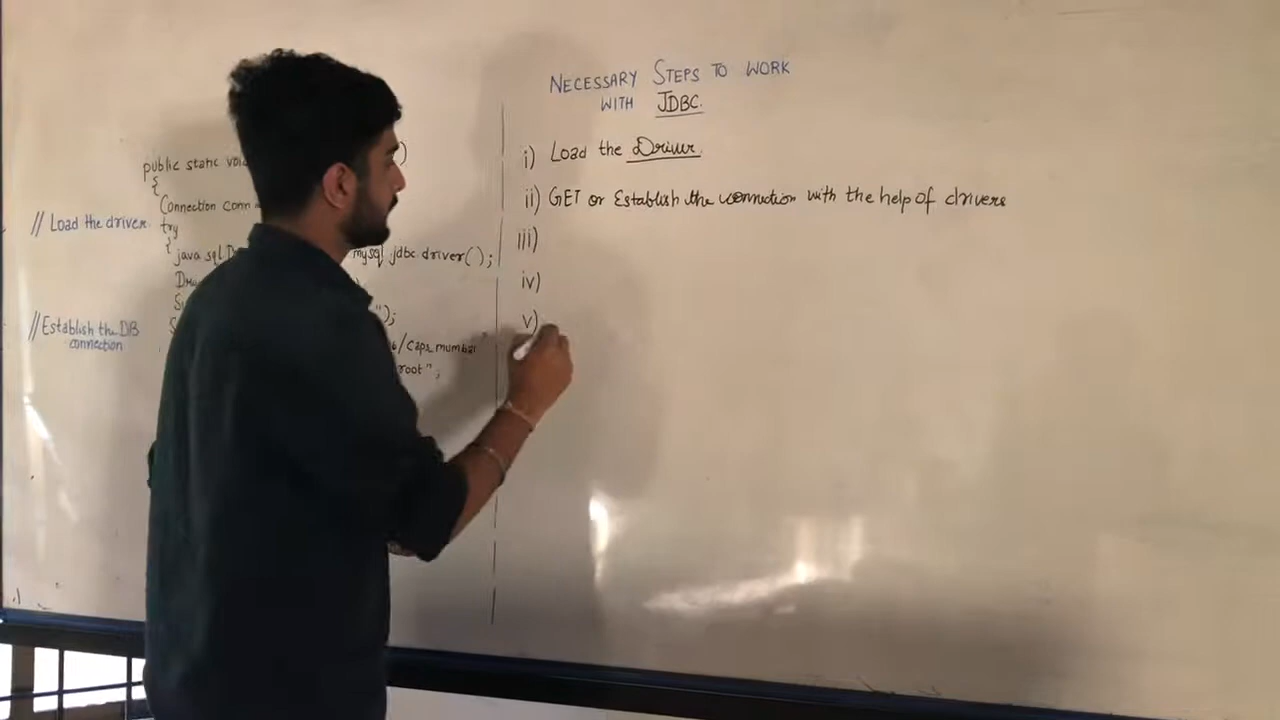 public static
{
Connection conn
// Load the driver.
try
{ java.sql mysql.jdbc.driver();
");
// Establish the DB
connection
/caps_mumbai"
root";
NECESSARY STEPS TO WORK
WITH JDBC.
i) Load the Driver.
ii) GET or Establish the connection with the help of drivers
iii)
iv)
v)